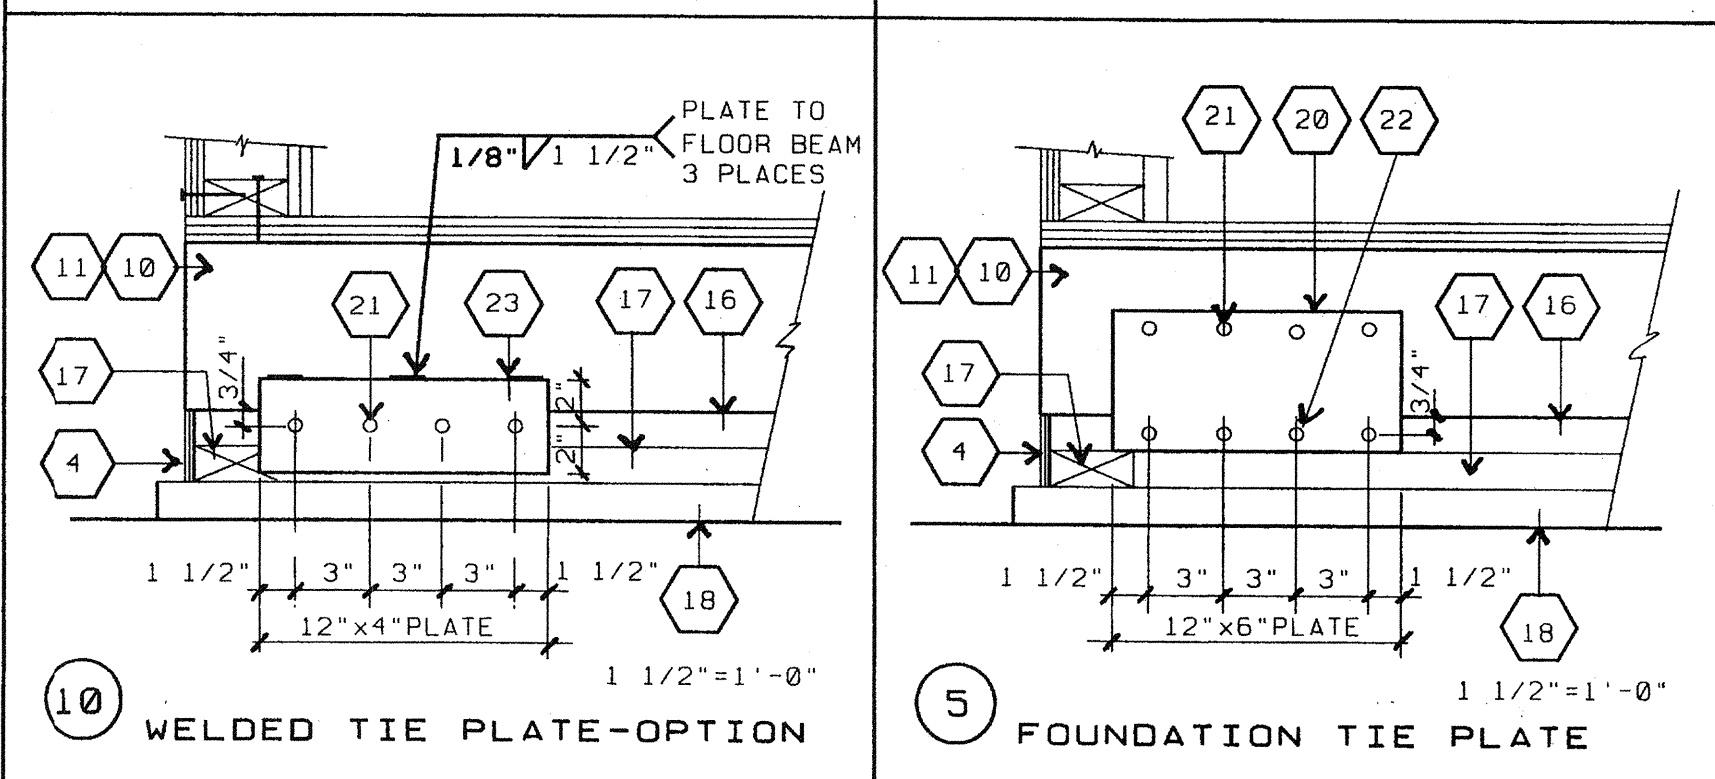 PLATE TO
FLOOR BEAM
3 PLACES
1/8" 1 1/2"
11 10
21
23
17
16
17
3/4"
2"
2"
4
1 1/2" 3" 3" 3" 1 1/2"
12"x4"PLATE
18
1 1/2"=1'-0"
10
WELDED TIE PLATE-OPTION
21 20 22
11 10
17
16
17
3/4"
4
1 1/2" 3" 3" 3" 1 1/2"
12"x6"PLATE
18
1 1/2"=1'-0"
5
FOUNDATION TIE PLATE